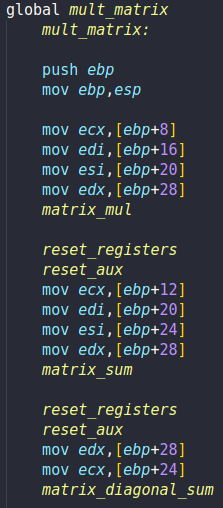 global mult_matrix
mult_matrix:
push ebp
mov ebp,esp
mov ecx,[ebp+8]
mov edi,[ebp+16]
mov esi,[ebp+20]
mov edx,[ebp+28]
matrix_mul
reset_registers
reset_aux
mov ecx,[ebp+12]
mov edi,[ebp+20]
mov esi,[ebp+24]
mov edx,[ebp+28]
matrix_sum
reset_registers
reset_aux
mov edx,[ebp+28]
mov ecx,[ebp+24]
matrix_diagonal_sum